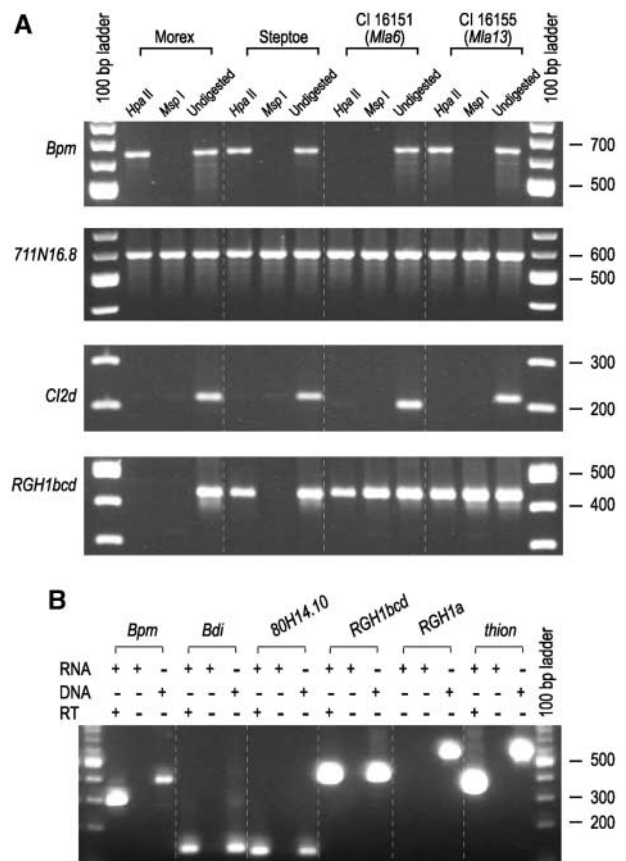 A
100 bp ladder
Morex
Steptoe
CI 16151
(Mla6)
CI 16155
(Mla13)
100 bp ladder
Hpa II
Msp I
Undigested
Hpa II
Msp I
Undigested
Hpa II
Msp I
Undigested
Hpa II
Msp I
Undigested
Bpm
700
500
711N16.8
600
500
CI2d
300
200
RGH1bcd
500
400
B
Bpm
Bdi
80H14.10
RGH1bcd
RGH1a
thion
100 bp ladder
RNA + + - + + - + + - + + - + + - + + -
DNA - - + - - + - - + - - + - - + - - +
RT + - - + - - + - - + - - + - - + - -
500
300
200